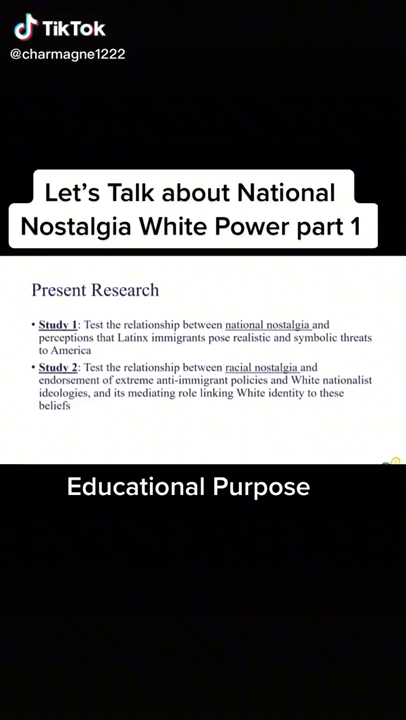 TikTok
@charmagne1222
Let's Talk about National
Nostalgia White Power part 1
Present Research
• Study 1: Test the relationship between national nostalgia and
perceptions that Latinx immigrants pose realistic and symbolic threats
to America
• Study 2: Test the relationship between racial nostalgia and
endorsement of extreme anti-immigrant policies and White nationalist
ideologies, and its mediating role linking White identity to these
beliefs
Educational Purpose